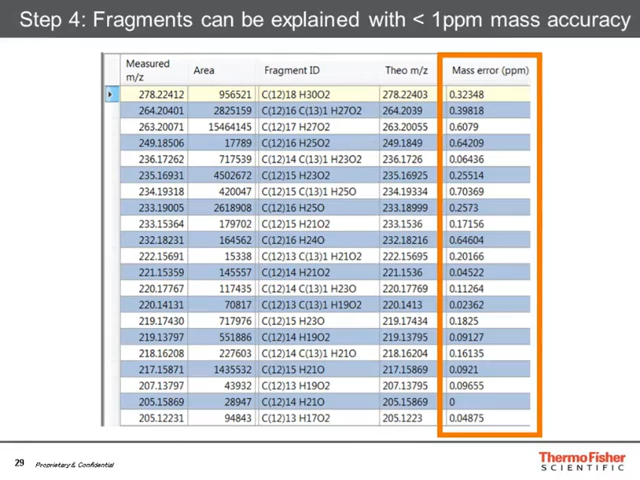 Step 4: Fragments can be explained with < 1ppm mass accuracy
Measured m/z Area Fragment ID Theo m/z Mass error (ppm)
278.22412 956521 C(12)18 H30O2 278.22403 0.32348
264.20401 2825159 C(12)16 C(13)1 H27O2 264.2039 0.39818
263.20071 15464145 C(12)17 H27O2 263.20055 0.6079
249.18506 17789 C(12)16 H25O2 249.1849 0.64209
236.17262 717539 C(12)14 C(13)1 H23O2 236.1726 0.06436
235.16931 4502672 C(12)15 H23O2 235.16925 0.25514
234.19318 420047 C(12)15 C(13)1 H25O 234.19334 0.70369
233.19005 2618908 C(12)16 H25O 233.18999 0.2573
233.15364 179702 C(12)15 H21O2 233.1536 0.17156
232.18231 164562 C(12)16 H24O 232.18216 0.64604
222.15691 15338 C(12)13 C(13)1 H21O2 222.15695 0.20166
221.15359 145557 C(12)14 H21O2 221.1536 0.04522
220.17767 117435 C(12)14 C(13)1 H23O 220.17769 0.11264
220.14131 70817 C(12)13 C(13)1 H19O2 220.1413 0.02362
219.17430 717976 C(12)15 H23O 219.17434 0.1825
219.13797 551886 C(12)14 H19O2 219.13795 0.09127
218.16208 227603 C(12)14 C(13)1 H21O 218.16204 0.16135
217.15871 1435532 C(12)15 H21O 217.15869 0.0921
207.13797 43932 C(12)13 H19O2 207.13795 0.09655
205.15869 28947 C(12)14 H21O 205.15869 0
205.12231 94843 C(12)13 H17O2 205.1223 0.04875
29 Proprietary & Confidential
ThermoFisher
SCIENTIFIC